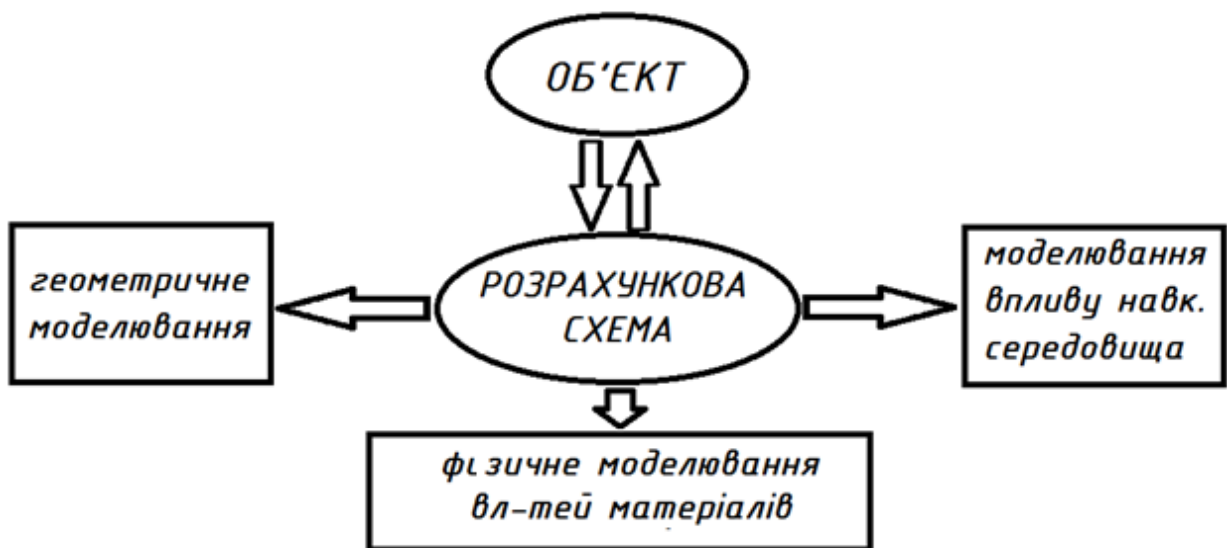 ОБ'ЄКТ
РОЗРАХУНКОВА
СХЕМА
геометричне
моделювання
моделювання
впливу навк.
середовища
фізичне моделювання
вл-тей матеріалів